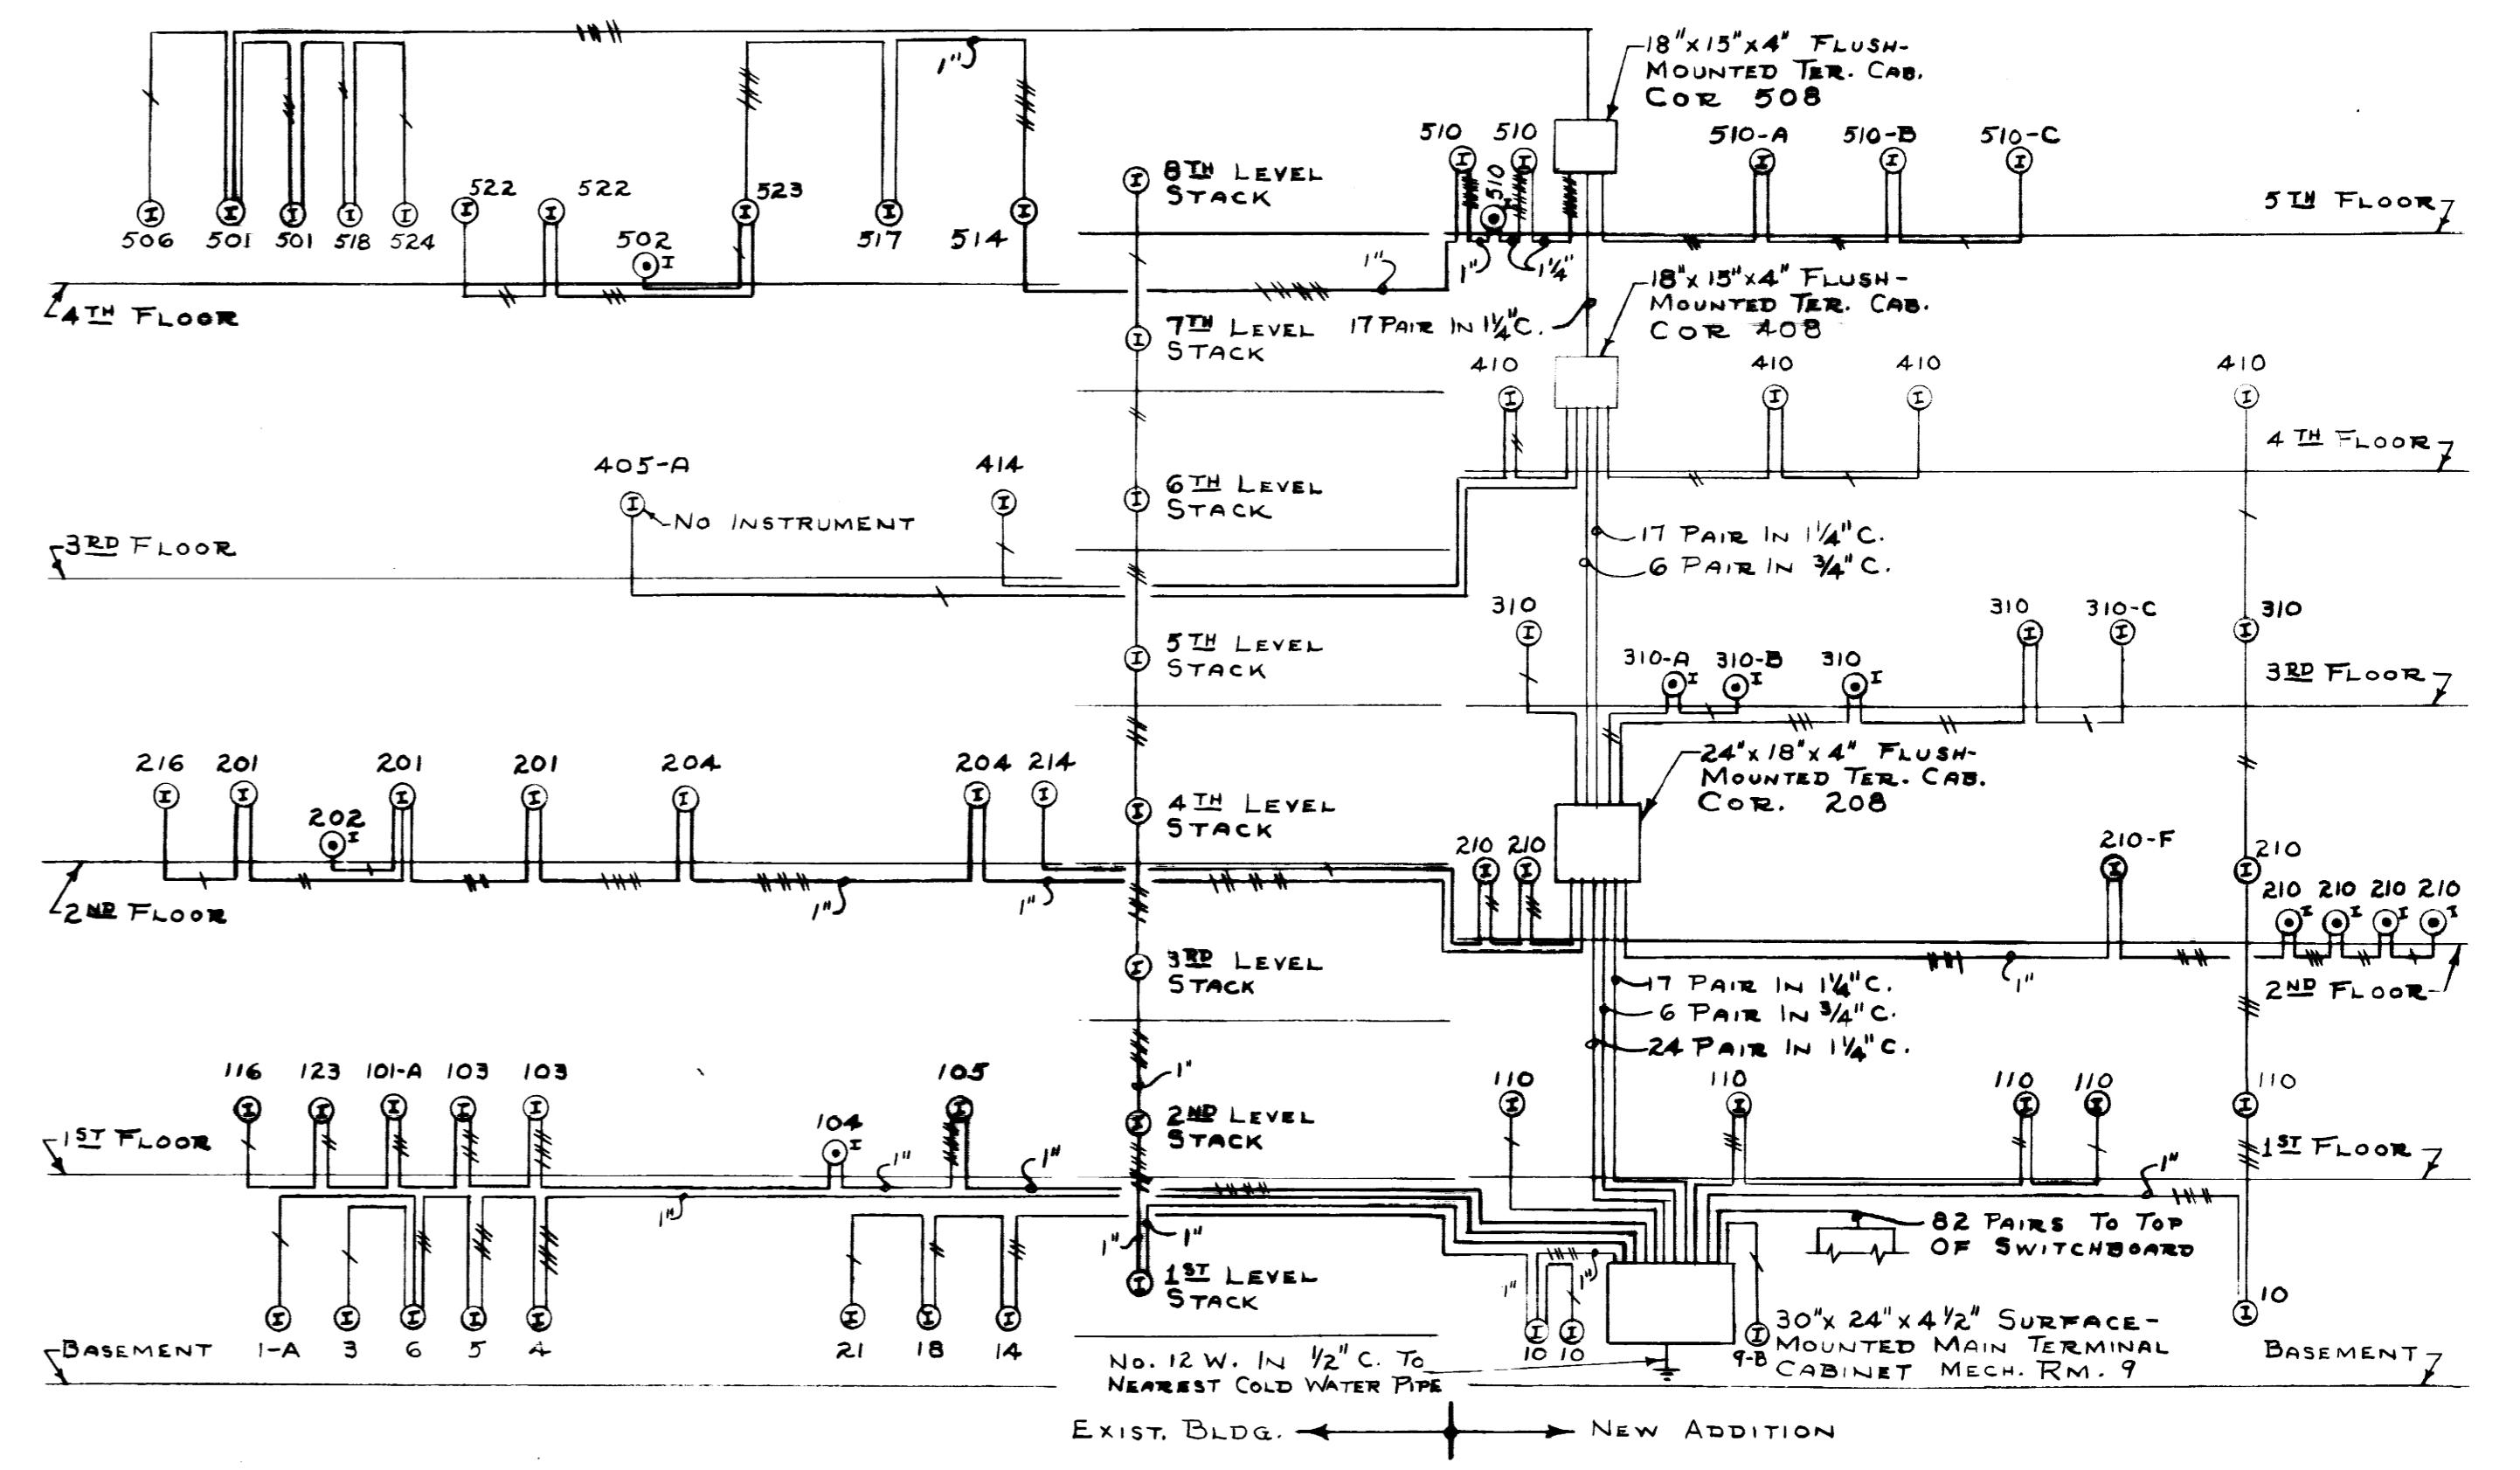 18"x15"x4" FLUSH-
MOUNTED TER. CAB.
COR 508
1"
510
510
510-A
510-B
510-C
510
I
8TH LEVEL
STACK
522
522
523
5TH FLOOR
506
501
501
518
524
502
I
517
514
1"
1"
1¼"
4TH FLOOR
18"x15"x4" FLUSH-
MOUNTED TER. CAB.
COR 408
7TH LEVEL
STACK
17 PAIR IN 1¼" C.
410
410
410
410
4TH FLOOR
405-A
414
6TH LEVEL
STACK
NO INSTRUMENT
17 PAIR IN 1¼" C.
6 PAIR IN ¾" C.
3RD FLOOR
310
310
310-C
310
5TH LEVEL
STACK
310-A
310-B
310
I
I
I
3RD FLOOR
24"x18"x4" FLUSH-
MOUNTED TER. CAB.
COR. 208
216
201
201
201
204
204
214
202
I
4TH LEVEL
STACK
210
210
210-F
210
210
210
210
210
I
I
I
I
1"
1"
2ND FLOOR
3RD LEVEL
STACK
17 PAIR IN 1¼" C.
1"
2ND FLOOR
6 PAIR IN ¾" C.
24 PAIR IN 1¼" C.
116
123
101-A
103
103
105
1"
110
110
110
110
110
104
I
2ND LEVEL
STACK
1ST FLOOR
1"
1"
1"
1ST FLOOR
1"
1"
1"
82 PAIRS TO TOP
OF SWITCHBOARD
1ST LEVEL
STACK
1"
1"
10
BASEMENT
1-A
3
6
5
4
21
18
14
10
10
9-B
30"x 24"x 4½" SURFACE-
MOUNTED MAIN TERMINAL
CABINET MECH. RM. 9
BASEMENT
NO. 12 W. IN ½" C. TO
NEAREST COLD WATER PIPE
EXIST. BLDG.
NEW ADDITION